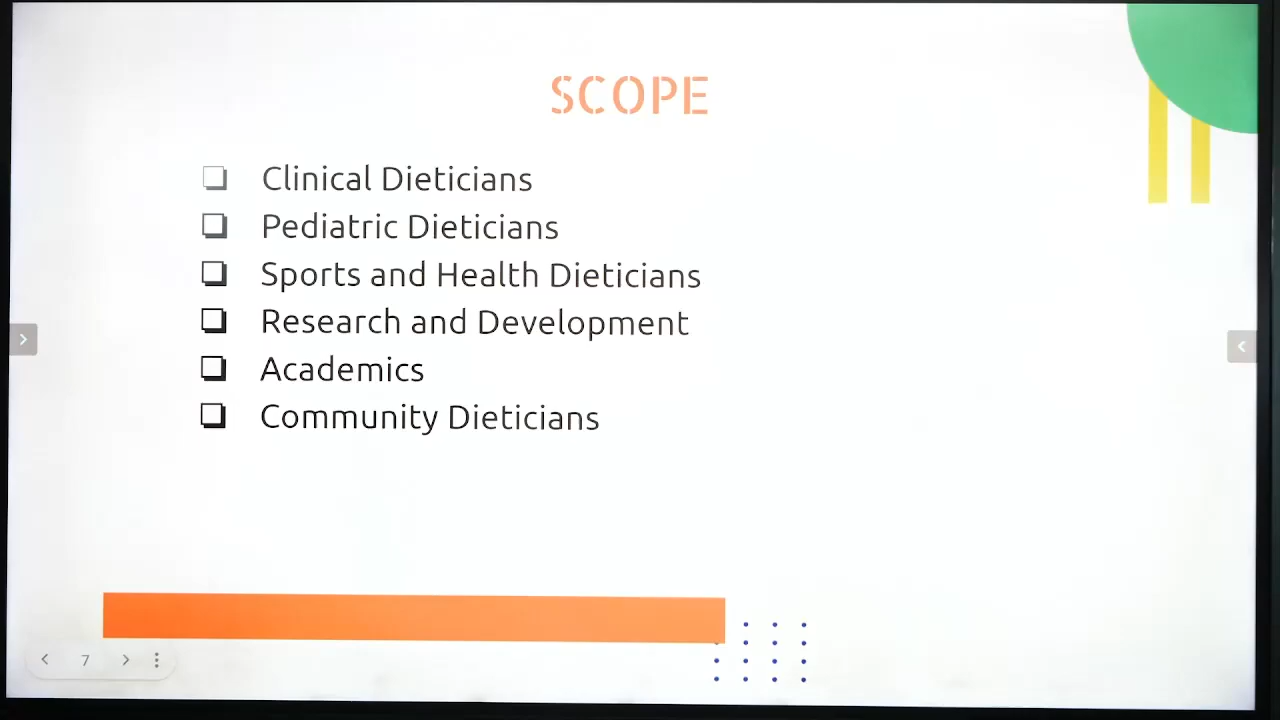 SCOPE
Clinical Dieticians
Pediatric Dieticians
Sports and Health Dieticians
Research and Development
Academics
Community Dieticians
7